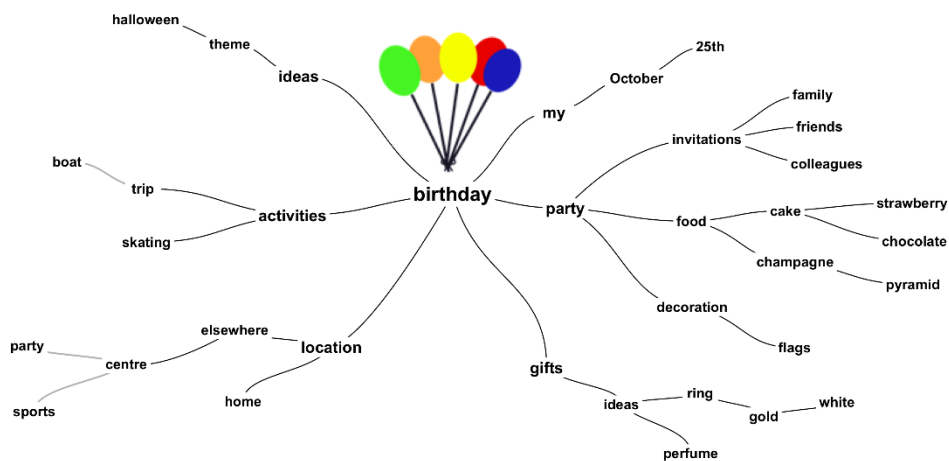 halloween
theme
ideas
25th
October
my
family
invitations
friends
colleagues
boat
trip
birthday
activities
skating
party
food
cake
strawberry
chocolate
champagne
pyramid
decoration
flags
elsewhere
location
party
centre
home
sports
gifts
ideas
ring
gold
white
perfume